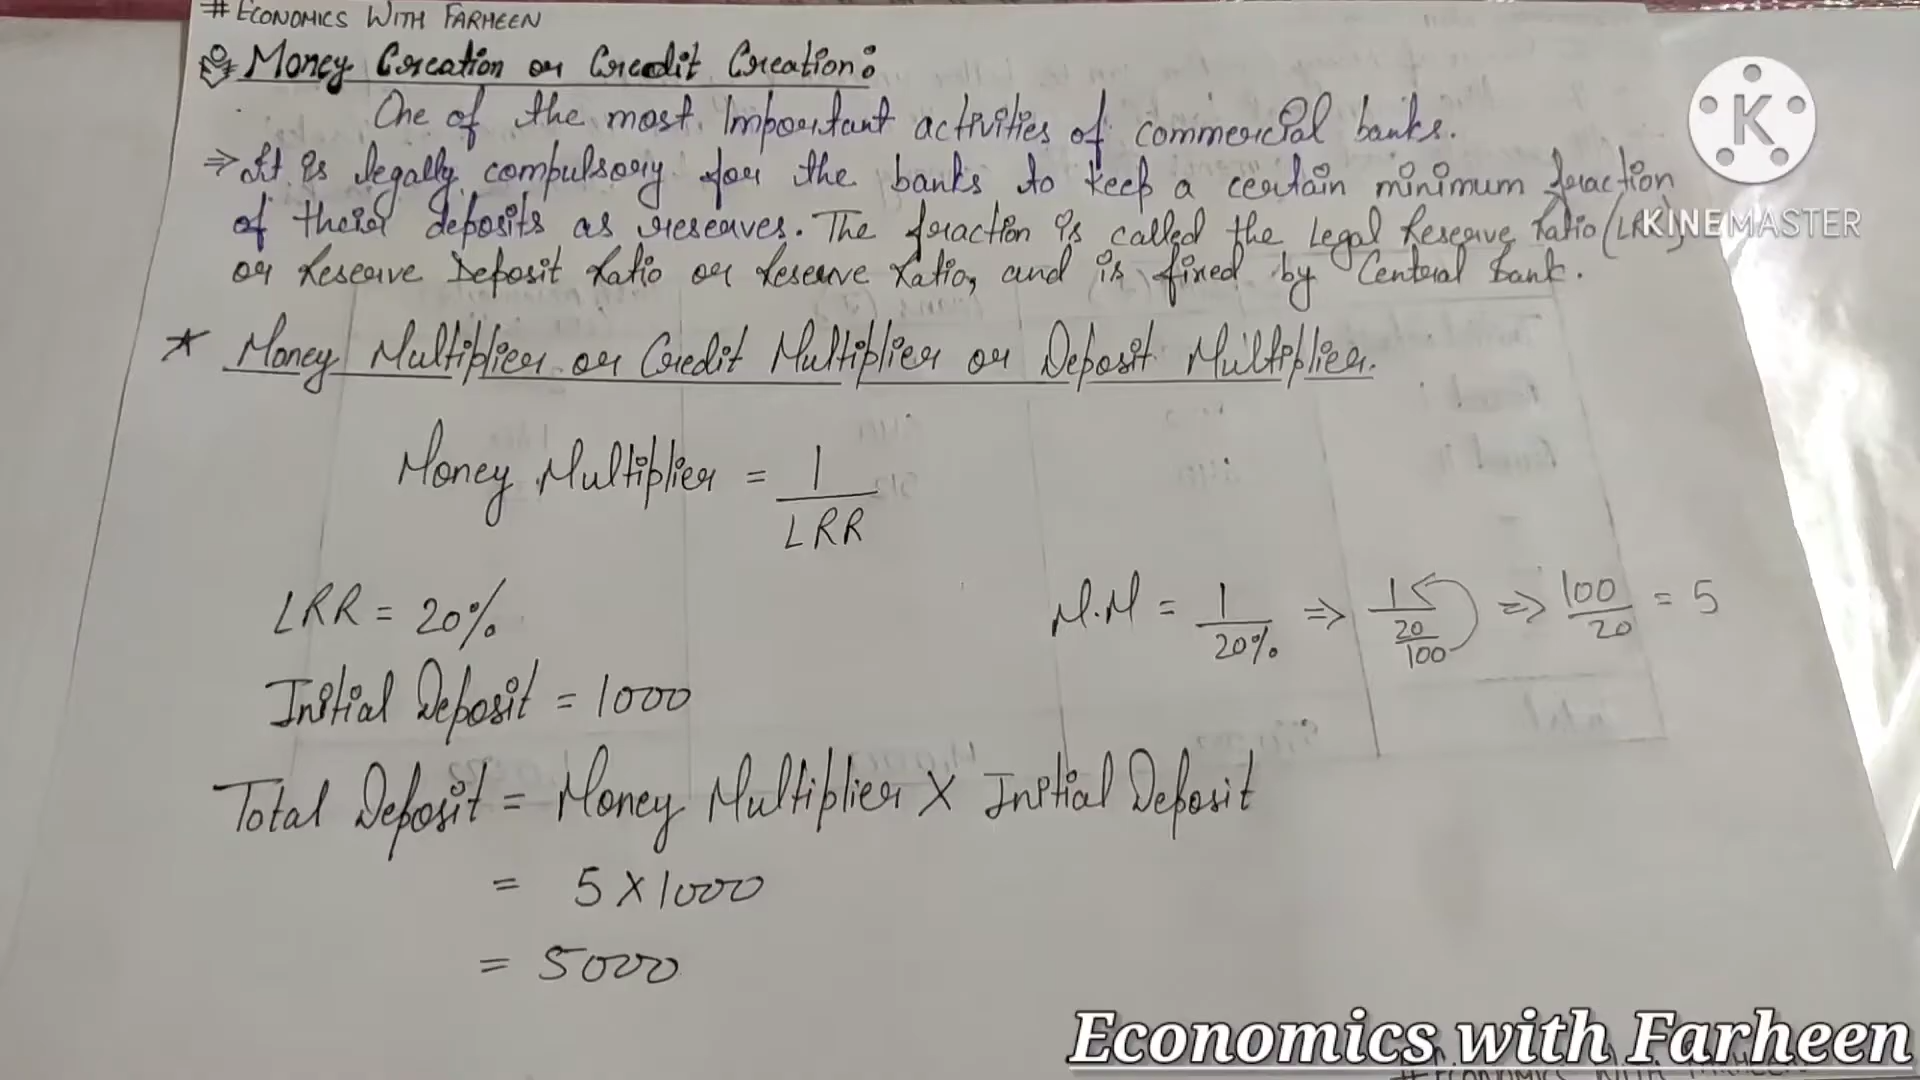 # ECONOMICS WITH FARHEEN
Money Creation or Credit Creation:
One of the most Important activities of commercial banks.
⇒ It is legally compulsory for the banks to keep a certain minimum fraction
of their deposits as reserves. The fraction is called the Legal Reserve Ratio (LRR)
or Reserve Deposit Ratio or Reserve Ratio, and is fixed by Central Bank.
K
KINEMASTER
* Money Multiplier or Credit Multiplier or Deposit Multiplier.
Money Multiplier = 1/LRR
LRR = 20%
M.M = 1/20% ⇒ 1/(20/100) ⇒ 100/20 = 5
Initial Deposit = 1000
Total Deposit = Money Multiplier X Initial Deposit
= 5 X 1000
= 5000
Economics with Farheen